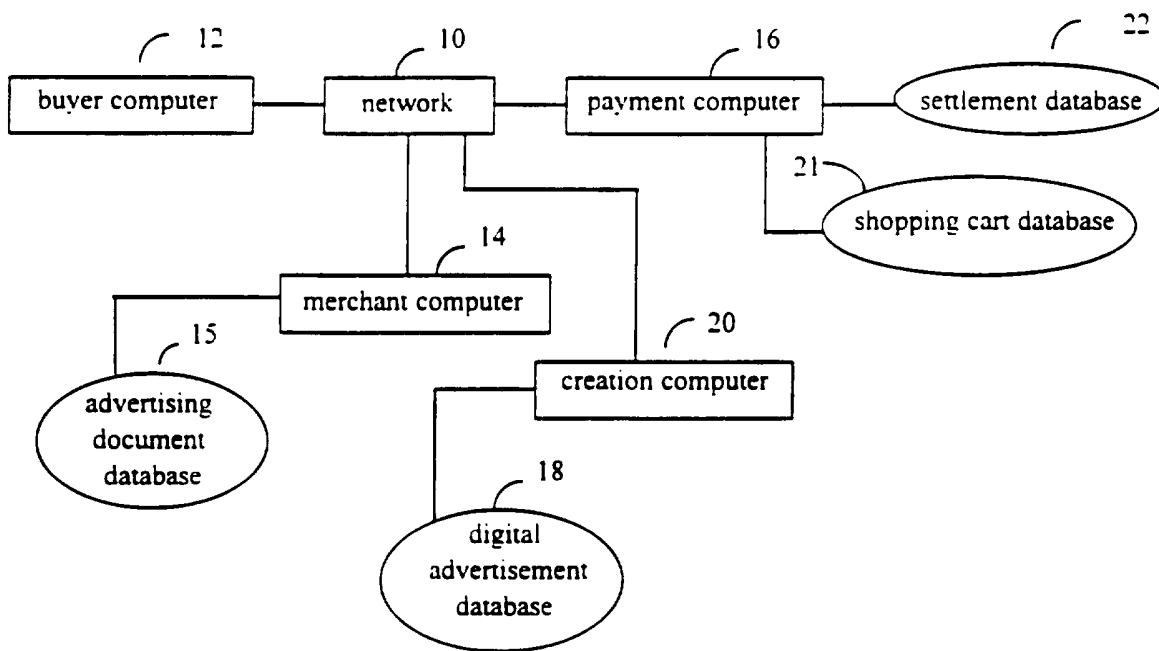 12
10
16
22
buyer computer
network
payment computer
settlement database
21
shopping cart database
14
merchant computer
15
20
advertising
document
database
creation computer
18
digital
advertisement
database